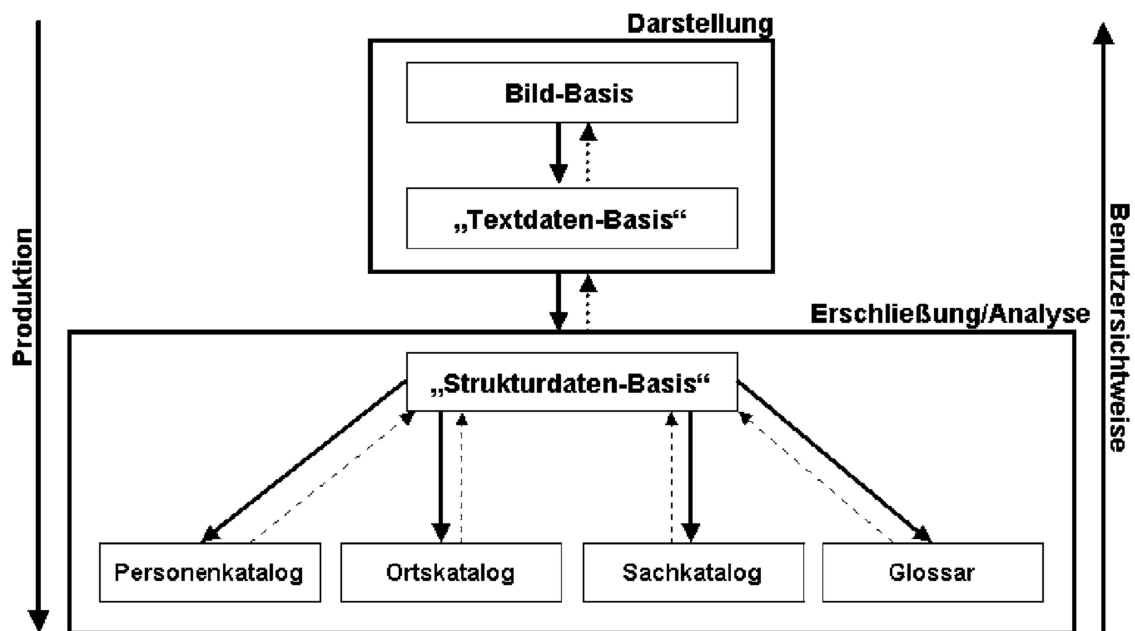 Darstellung
Bild-Basis
„Textdaten-Basis“
Produktion
Benutzersichtweise
Erschließung/Analyse
„Strukturdaten-Basis“
Personenkatalog
Ortskatalog
Sachkatalog
Glossar